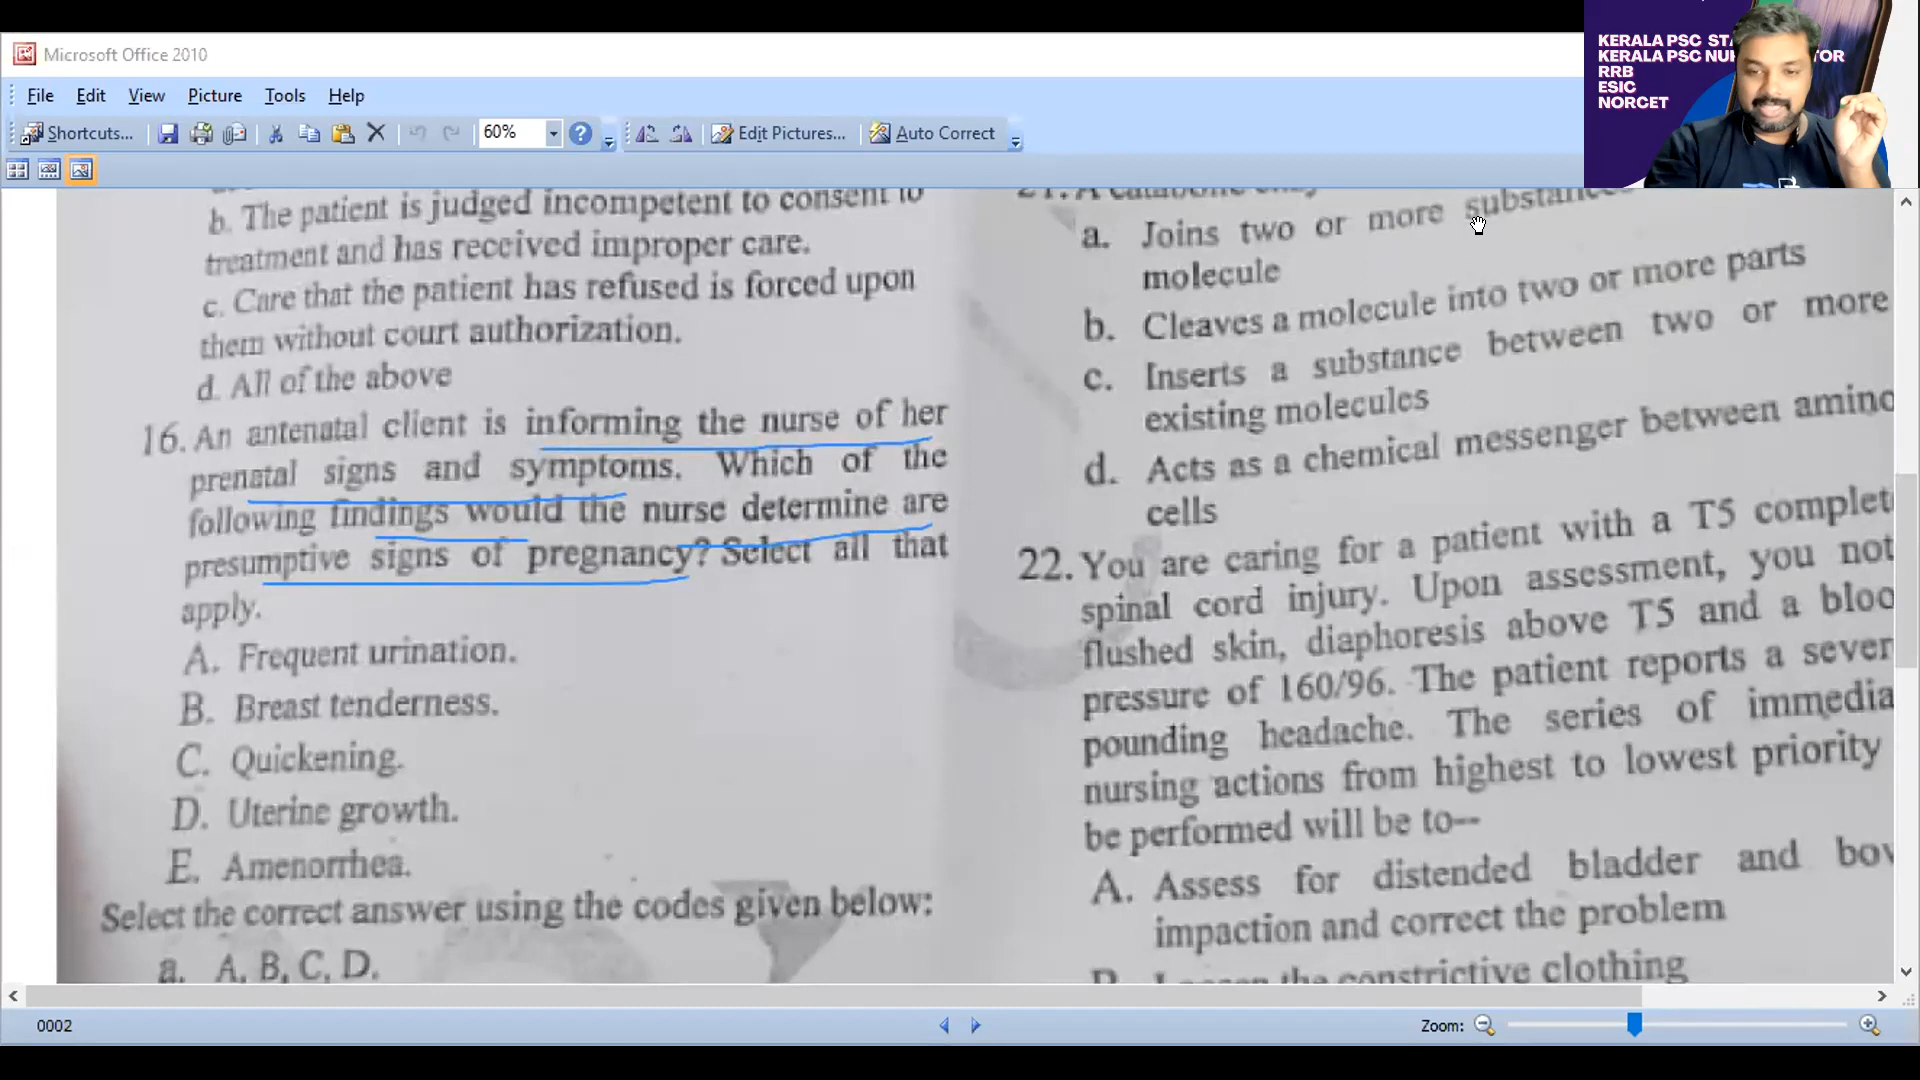 Microsoft Office 2010
File Edit View Picture Tools Help
Shortcuts... 60% Edit Pictures... Auto Correct
KERALA PSC
KERALA PSC
RRB
ESIC
NORCET
b. The patient is judged incompetent to consent to
treatment and has received improper care.
c. Care that the patient has refused is forced upon
them without court authorization.
d. All of the above
16. An antenatal client is informing the nurse of her
prenatal signs and symptoms. Which of the
following findings would the nurse determine are
presumptive signs of pregnancy? Select all that
apply.
A. Frequent urination.
B. Breast tenderness.
C. Quickening.
D. Uterine growth.
E. Amenorrhea.
Select the correct answer using the codes given below:
a. A, B, C, D.
a. Joins two or more
molecule
b. Cleaves a molecule into two or more parts
c. Inserts a substance between two or more
existing molecules
d. Acts as a chemical messenger between amino
cells
22. You are caring for a patient with a T5
spinal cord injury. Upon assessment, you
flushed skin, diaphoresis above T5 and a
pressure of 160/96. The patient reports a
pounding headache. The series of
nursing actions from highest to lowest priority
be performed will be to--
A. Assess for distended bladder and
impaction and correct the problem
the constrictive clothing
0002
Zoom: